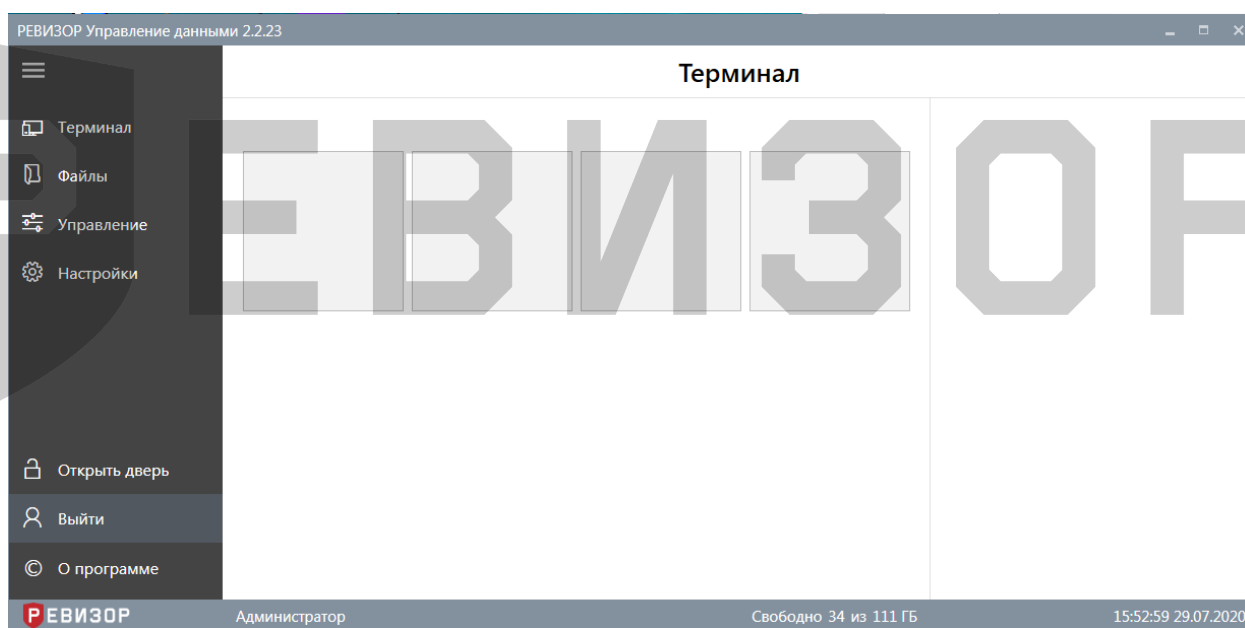 РЕВИЗОР Управление данными 2.2.23
Терминал
Терминал
Файлы
Управление
Настройки
Открыть дверь
Выйти
© О программе
РЕВИЗОР
Администратор
Свободно 34 из 111 ГБ
15:52:59 29.07.2020
РЕВИЗОР